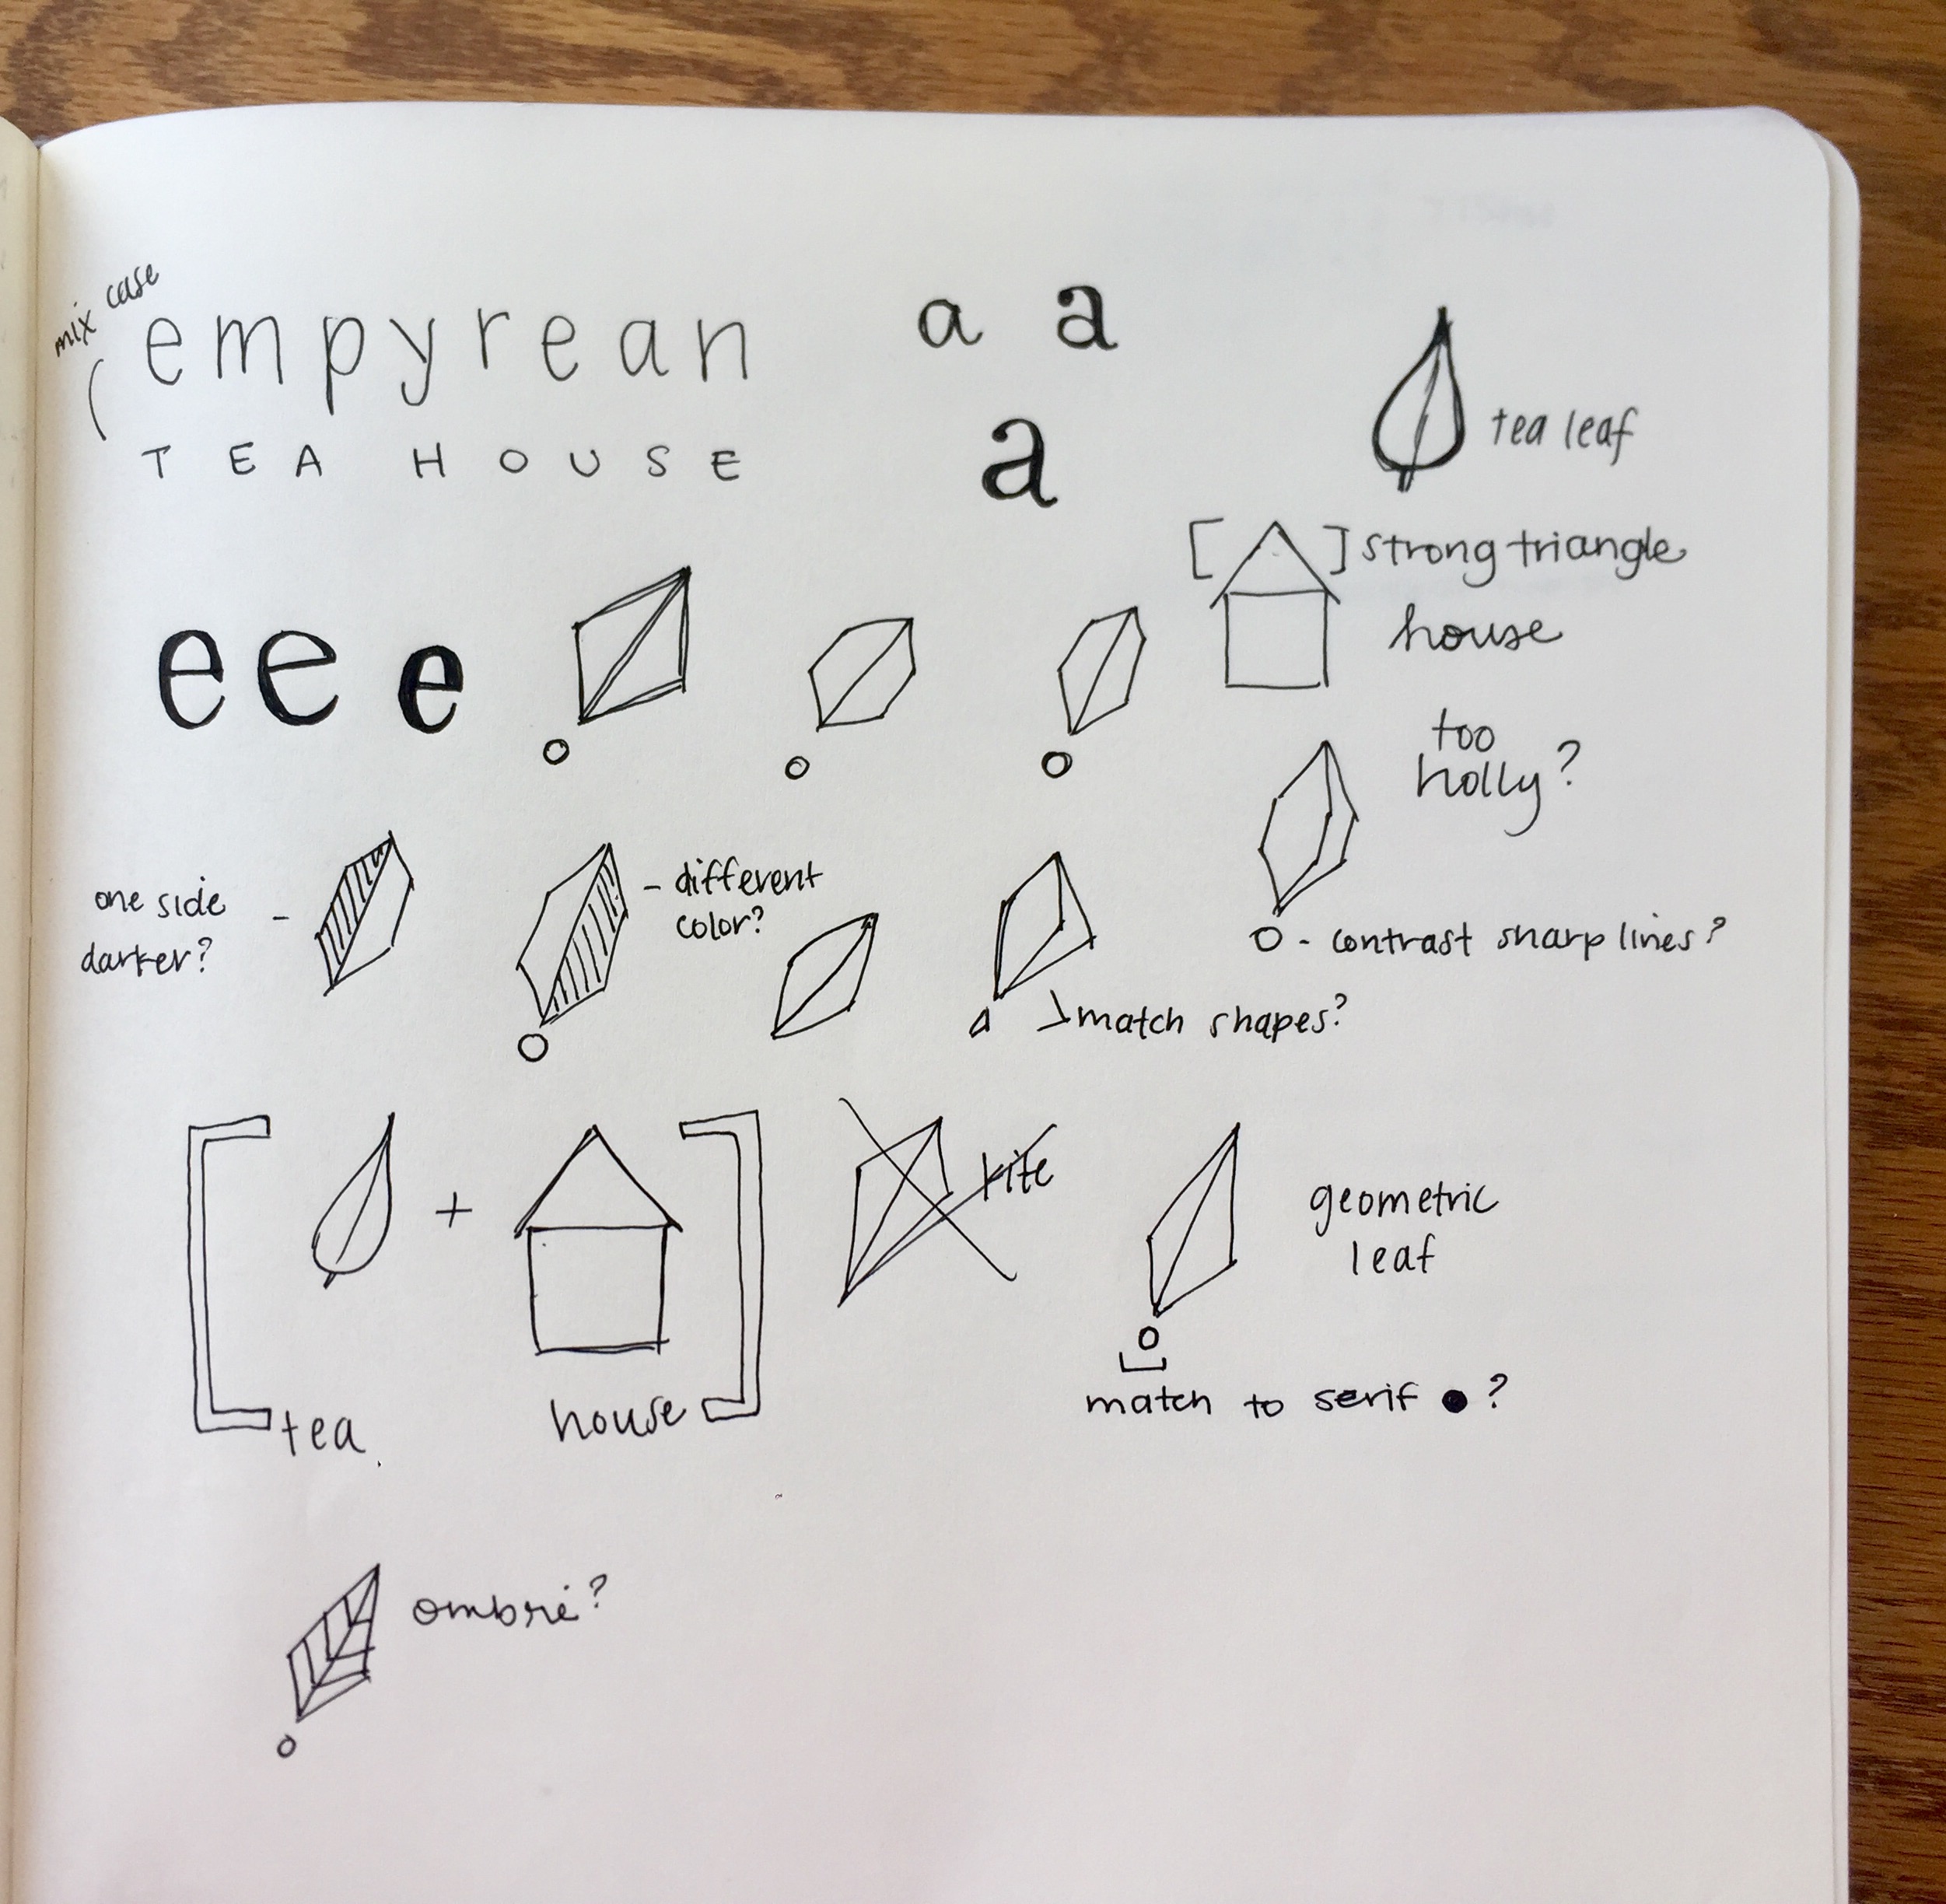 mix case
empyrean
TEA HOUSE
a a
a
tea leaf
[ ] strong triangle
house
e e e
too
holly?
one side
darker?
- different
color?
O - contrast sharp lines?
match shapes?
+
tea
house
kite
geometric
leaf
match to serif ● ?
ombré?